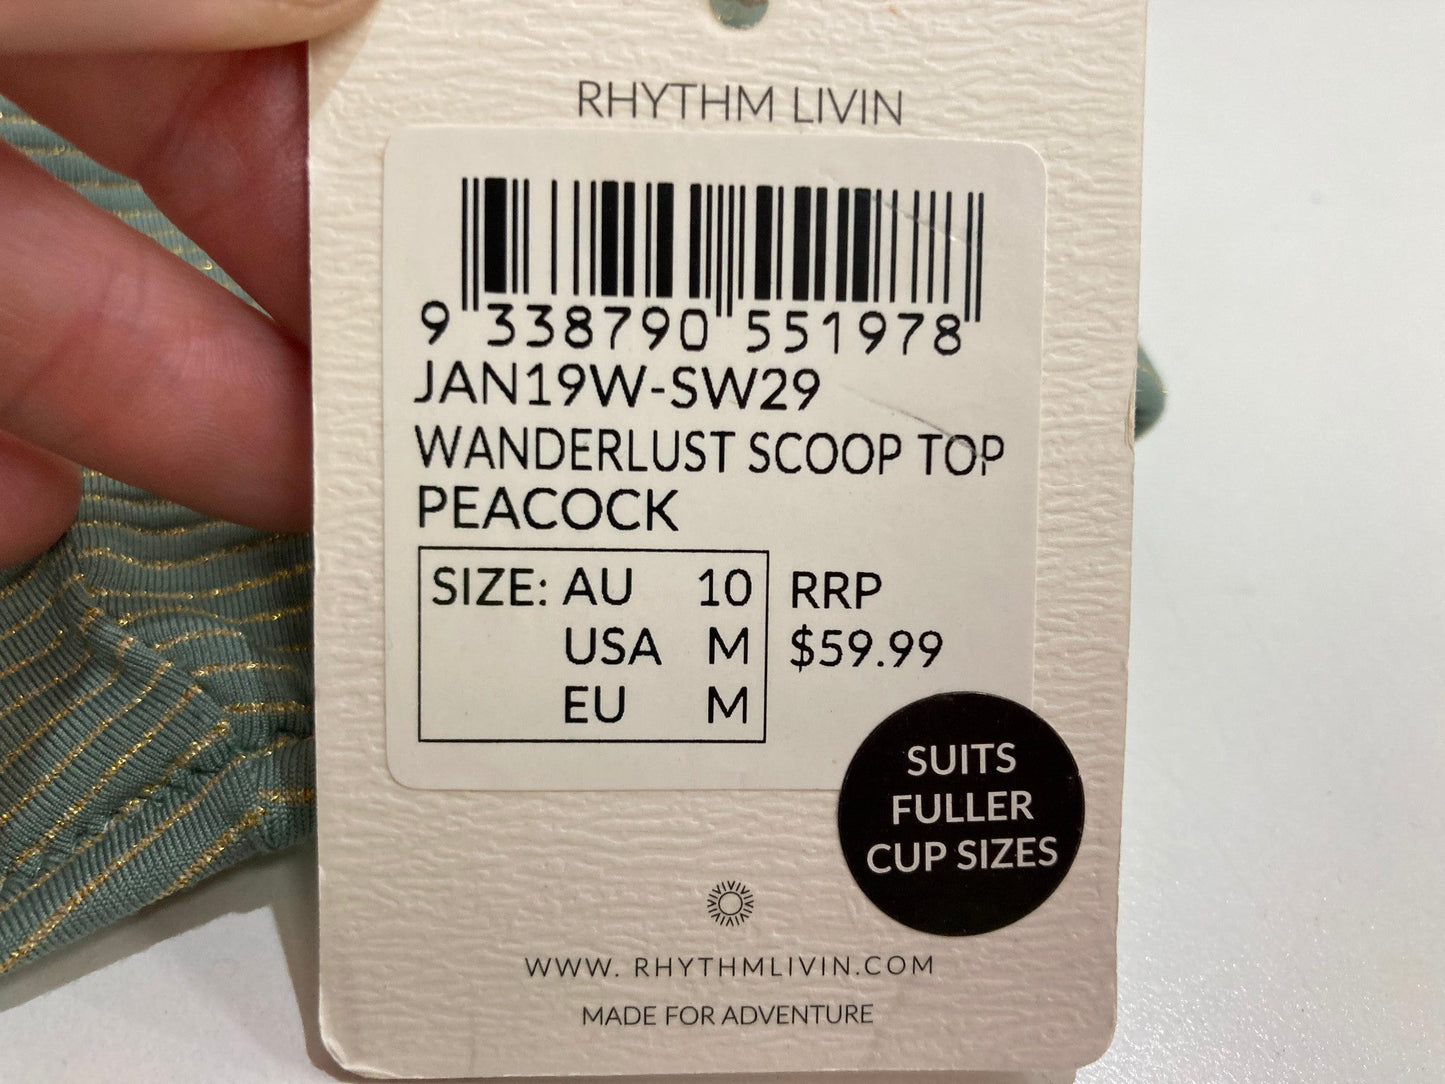 RHYTHM LIVIN
9 338790 551978
JAN19W-SW29
WANDERLUST SCOOP TOP
PEACOCK
SIZE: AU 10
USA M
EU M
RRP
$59.99
SUITS
FULLER
CUP SIZES
WWW. RHYTHMLIVIN.COM
MADE FOR ADVENTURE